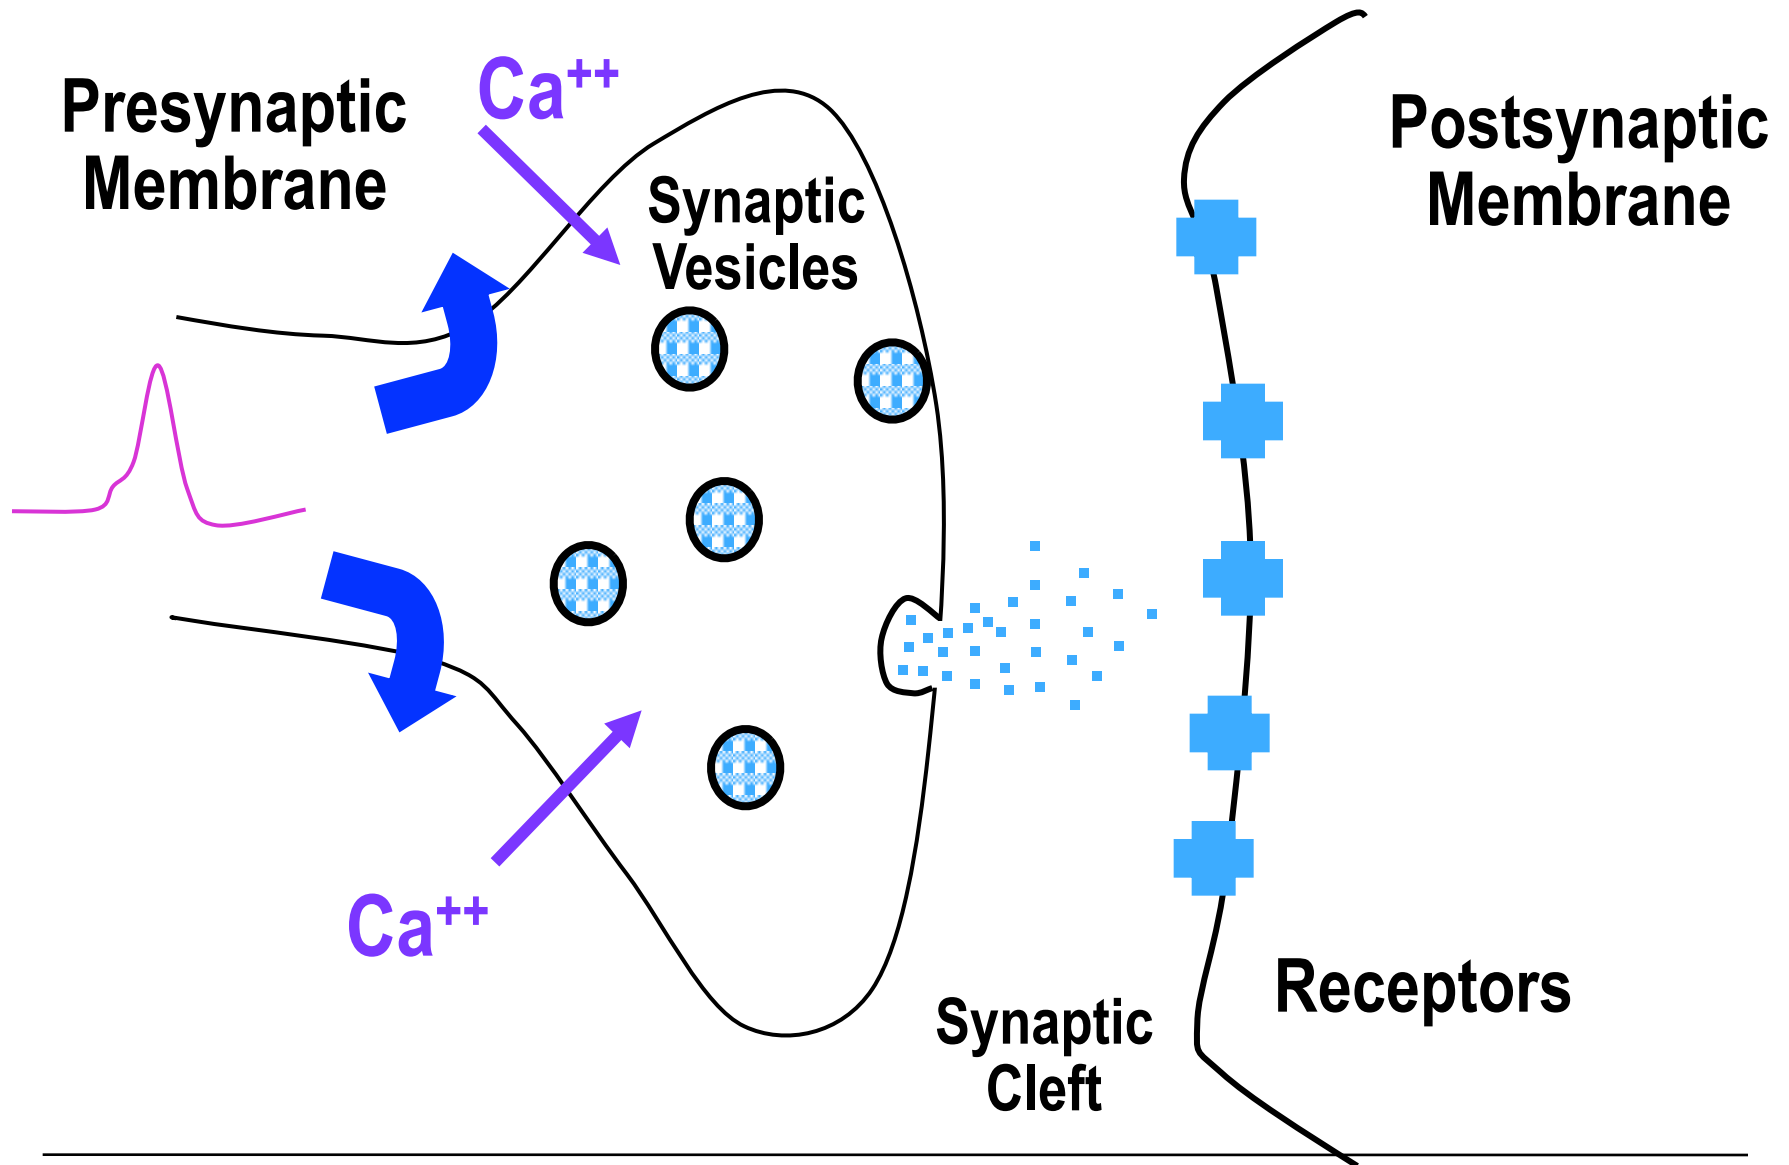 Presynaptic
Membrane
Ca++
Synaptic
Vesicles
Postsynaptic
Membrane
Ca++
Receptors
Synaptic
Cleft